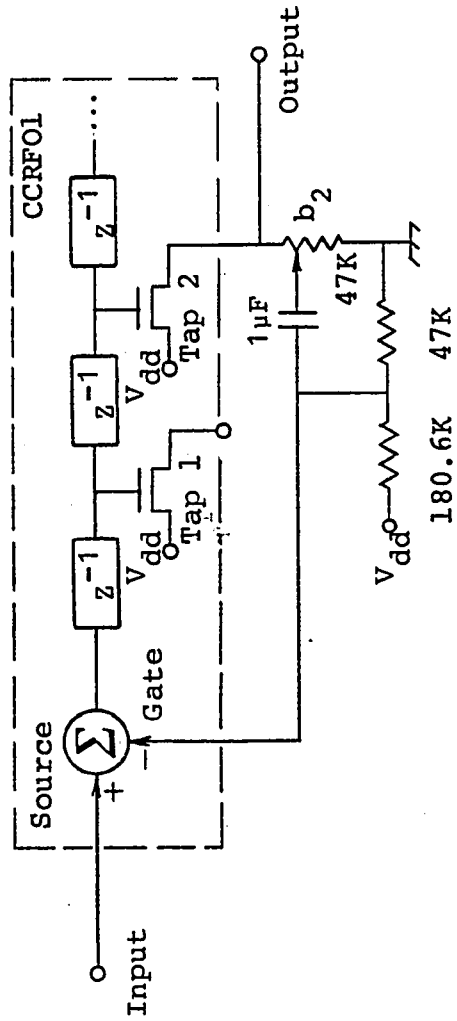 CCRF01
Source
Σ
+
−
Gate
z⁻¹
z⁻¹
z⁻¹
...
V_dd
Tap 1
V_dd
Tap 2
Input
Output
1µF
47K
b₂
V_dd
180.6K
47K